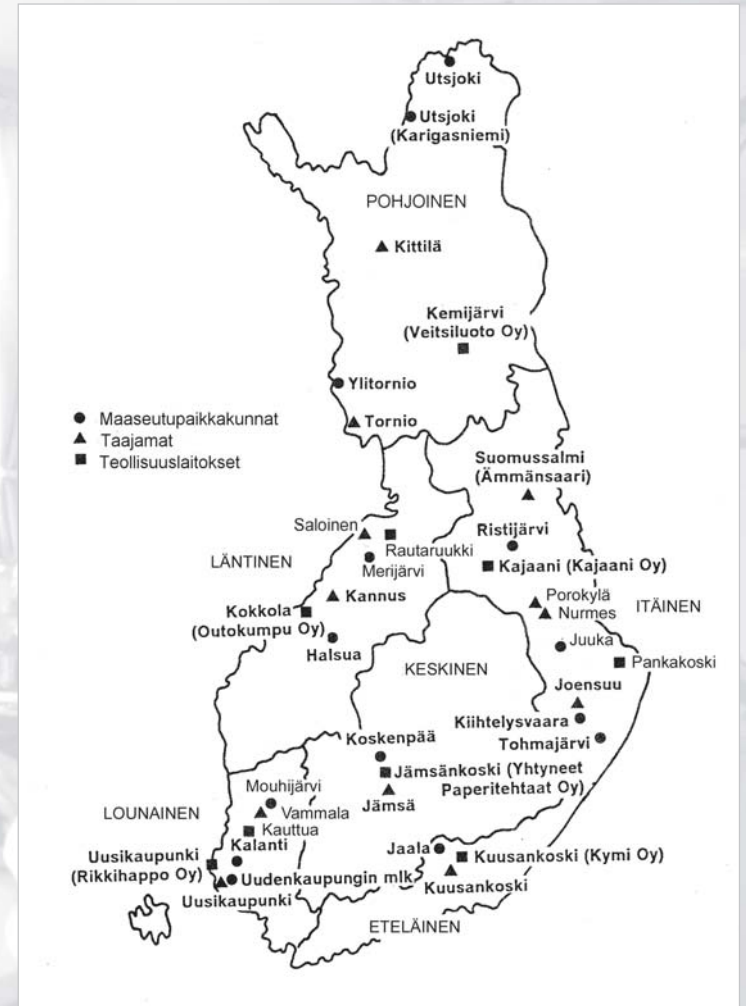 Utsjoki
Utsjoki
(Karigasniemi)
POHJOINEN
Kittilä
Kemijärvi
(Veitsiluoto Oy)
Ylitornio
Tornio
Maaseutupaikkakunnat
Taajamat
Teollisuuslaitokset
Suomussalmi
(Ämmänsaari)
Saloinen
Rautaruukki
Merijärvi
Ristijärvi
LÄNTINEN
Kajaani (Kajaani Oy)
Kannus
Kokkola
(Outokumpu Oy)
Porokylä
Nurmes
ITÄINEN
Halsua
Juuka
KESKINEN
Pankakoski
Joensuu
Kiihtelysvaara
Tohmajärvi
Koskenpää
Jämsänkoski (Yhtyneet
Paperitehtaat Oy)
Jämsä
Mouhijärvi
LOUNAINEN
Vammala
Kauttua
Kalanti
Uusikaupunki
(Rikkihappo Oy)
Uudenkaupungin mlk
Uusikaupunki
Jaala
Kuusankoski (Kymi Oy)
Kuusankoski
ETELÄINEN